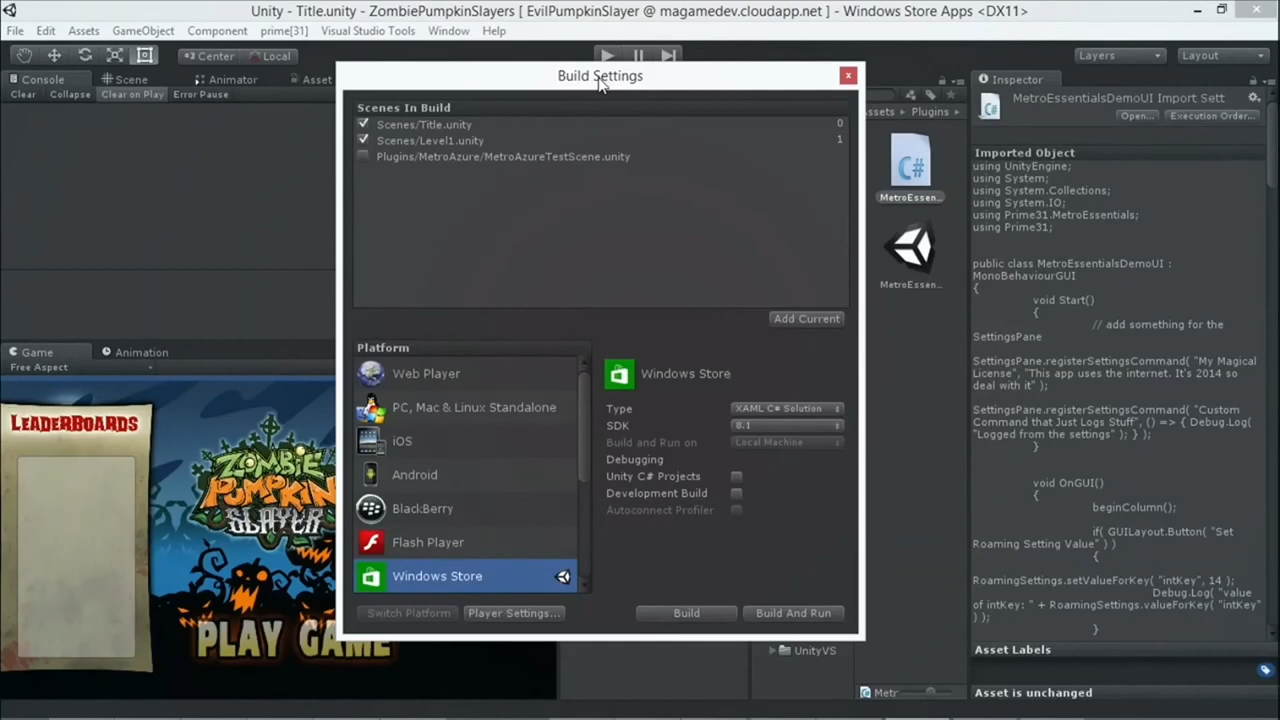 Unity - Title.unity - ZombiePumpkinSlayers [ EvilPumpkinSlayer @ magamedev.cloudapp.net ] - Windows Store Apps <DX11>
File Edit Assets GameObject Component prime[31] Visual Studio Tools Window Help
Center Local Layers Layout
Console Scene Animator Asset
Clear Collapse Clear on Play Error Pause
Build Settings
Scenes In Build
Scenes/Title.unity 0
Scenes/Level1.unity 1
Plugins/MetroAzure/MetroAzureTestScene.unity
Add Current
Platform
Web Player
PC, Mac & Linux Standalone
iOS
Android
BlackBerry
Flash Player
Windows Store
Switch Platform Player Settings...
Windows Store
Type XAML C# Solution
SDK 8.1
Build and Run on Local Machine
Debugging
Unity C# Projects
Development Build
Autoconnect Profiler
Build Build And Run
Game Animation
Free Aspect
LEADERBOARDS
ZOMBIE
PUMPKIN
SLAYER
PLAY GAME
ssets Plugins
C#
MetroEssen...
MetroEssen...
UnityVS
Metr
Inspector
C#
MetroEssentialsDemoUI Import Sett
Open... Execution Order...
Imported Object
using UnityEngine;
using System;
using System.Collections;
using System.IO;
using Prime31.MetroEssentials;
using Prime31;
public class MetroEssentialsDemoUI :
MonoBehaviourGUI
{
void Start()
{
// add something for the
SettingsPane
SettingsPane.registerSettingsCommand( "My Magical
License", "This app uses the internet. It's 2014 so
deal with it" );
SettingsPane.registerSettingsCommand( "Custom
Command that Just Logs Stuff", () => { Debug.Log(
"Logged from the settings" ); } );
}
void OnGUI()
{
beginColumn();
if( GUILayout.Button( "Set
Roaming Setting Value" ) )
{
RoamingSettings.setValueForKey( "intKey", 14 );
Debug.Log( "value
of intKey: " + RoamingSettings.valueForKey( "intKey"
) );
}
Asset Labels
Asset is unchanged